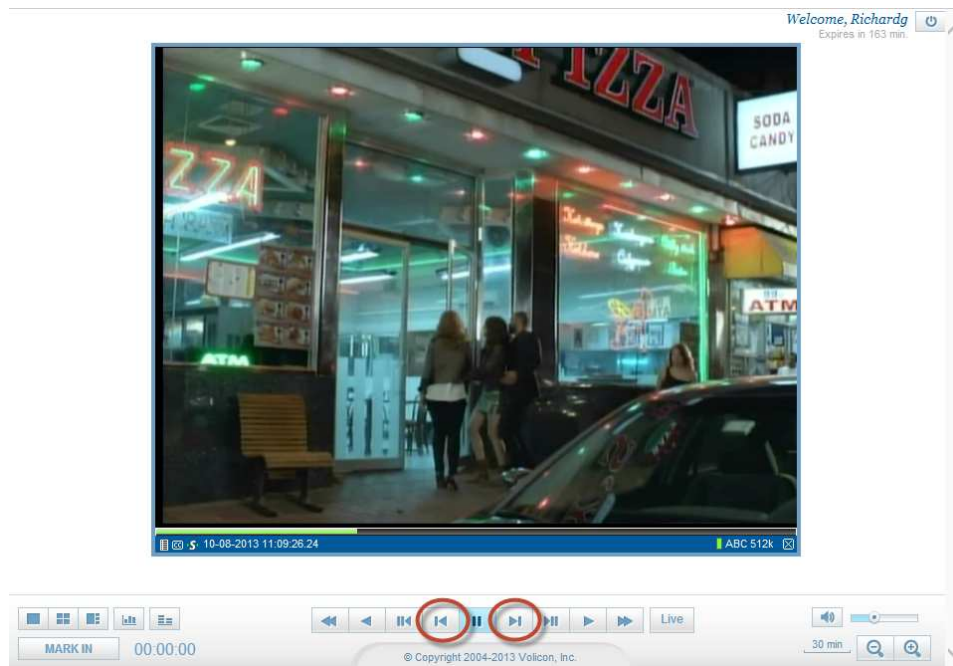 Welcome, Richardg
Expires in 163 min.
PIZZA
SODA
CANDY
ZZA
ATM
ATM
10-08-2013 11:09:26.24
ABC 512k
Live
MARK IN
00:00:00
30 min
© Copyright 2004-2013 Volicon, Inc.